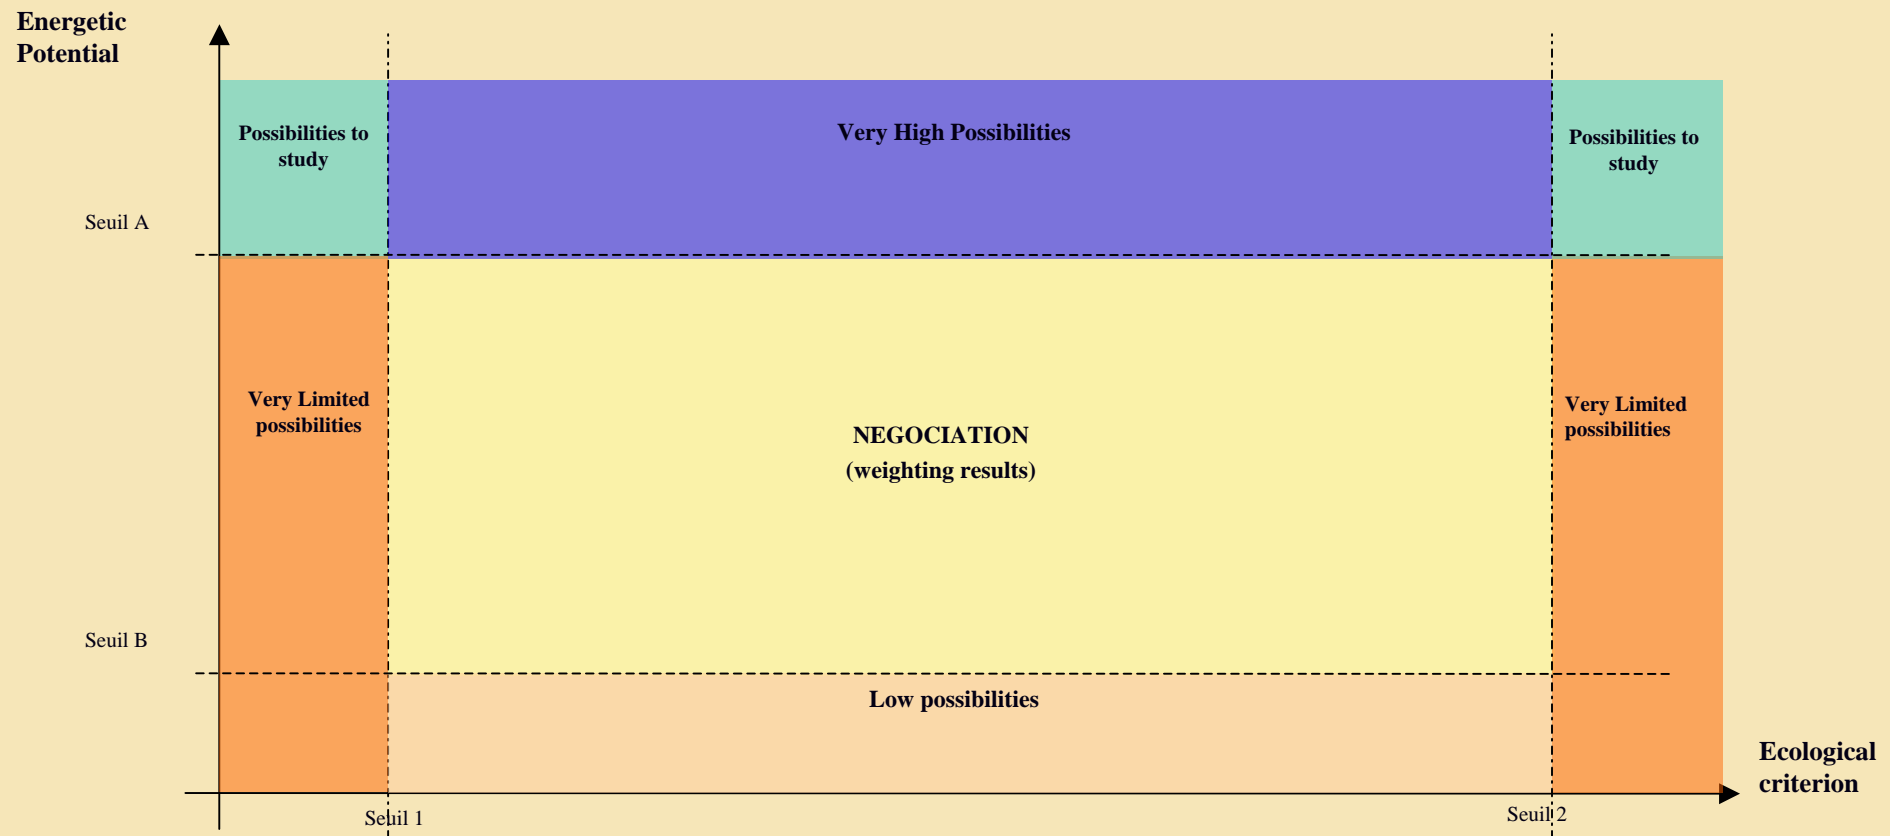 Energetic
Potential
Possibilities to
study
Very High Possibilities
Possibilities to
study
Seuil A
Very Limited
possibilities
NEGOCIATION
(weighting results)
Very Limited
possibilities
Seuil B
Low possibilities
Ecological
criterion
Seuil 1
Seuil 2